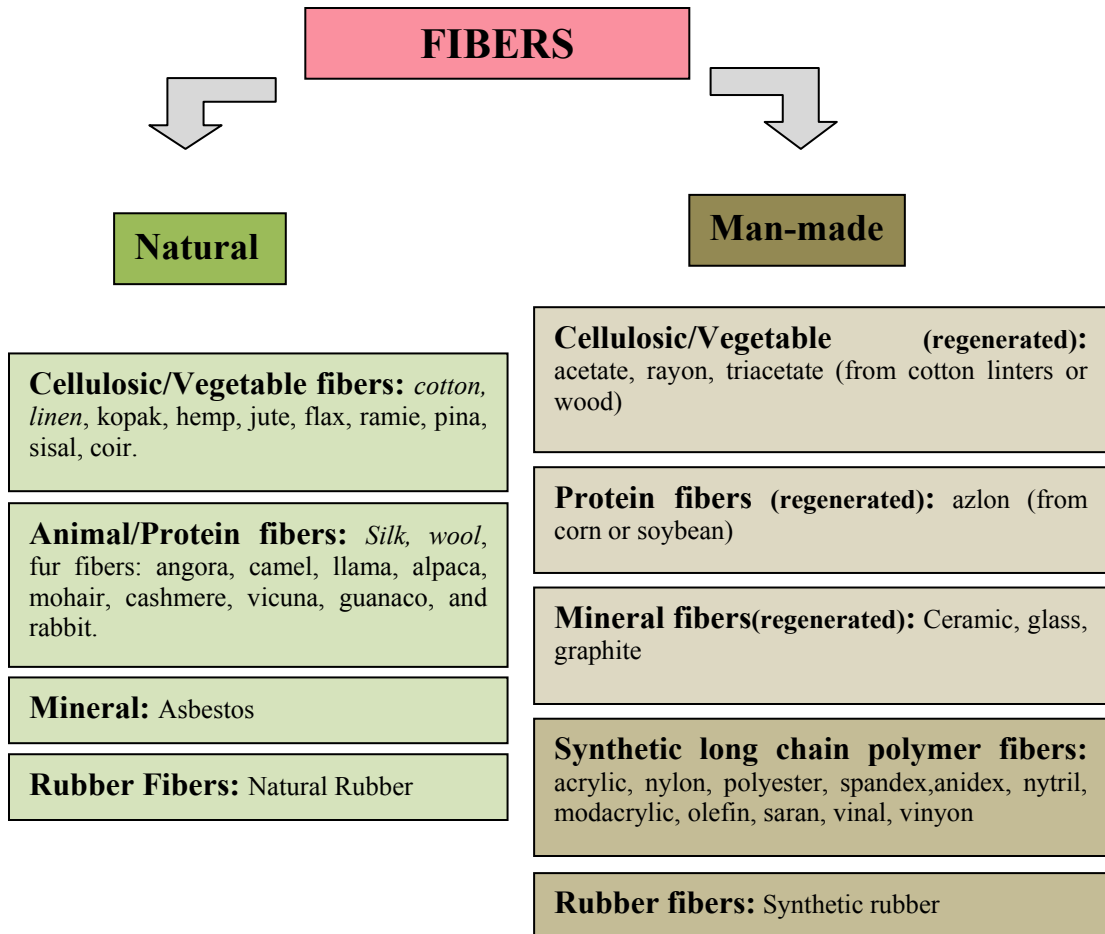 FIBERS
Natural
Cellulosic/Vegetable fibers: cotton,
linen, kopak, hemp, jute, flax, ramie, pina,
sisal, coir.
Animal/Protein fibers: Silk, wool,
fur fibers: angora, camel, llama, alpaca,
mohair, cashmere, vicuna, guanaco, and
rabbit.
Mineral: Asbestos
Rubber Fibers: Natural Rubber
Man-made
Cellulosic/Vegetable (regenerated):
acetate, rayon, triacetate (from cotton linters or
wood)
Protein fibers (regenerated): azlon (from
corn or soybean)
Mineral fibers(regenerated): Ceramic, glass,
graphite
Synthetic long chain polymer fibers:
acrylic, nylon, polyester, spandex,anidex, nytril,
modacrylic, olefin, saran, vinal, vinyon
Rubber fibers: Synthetic rubber